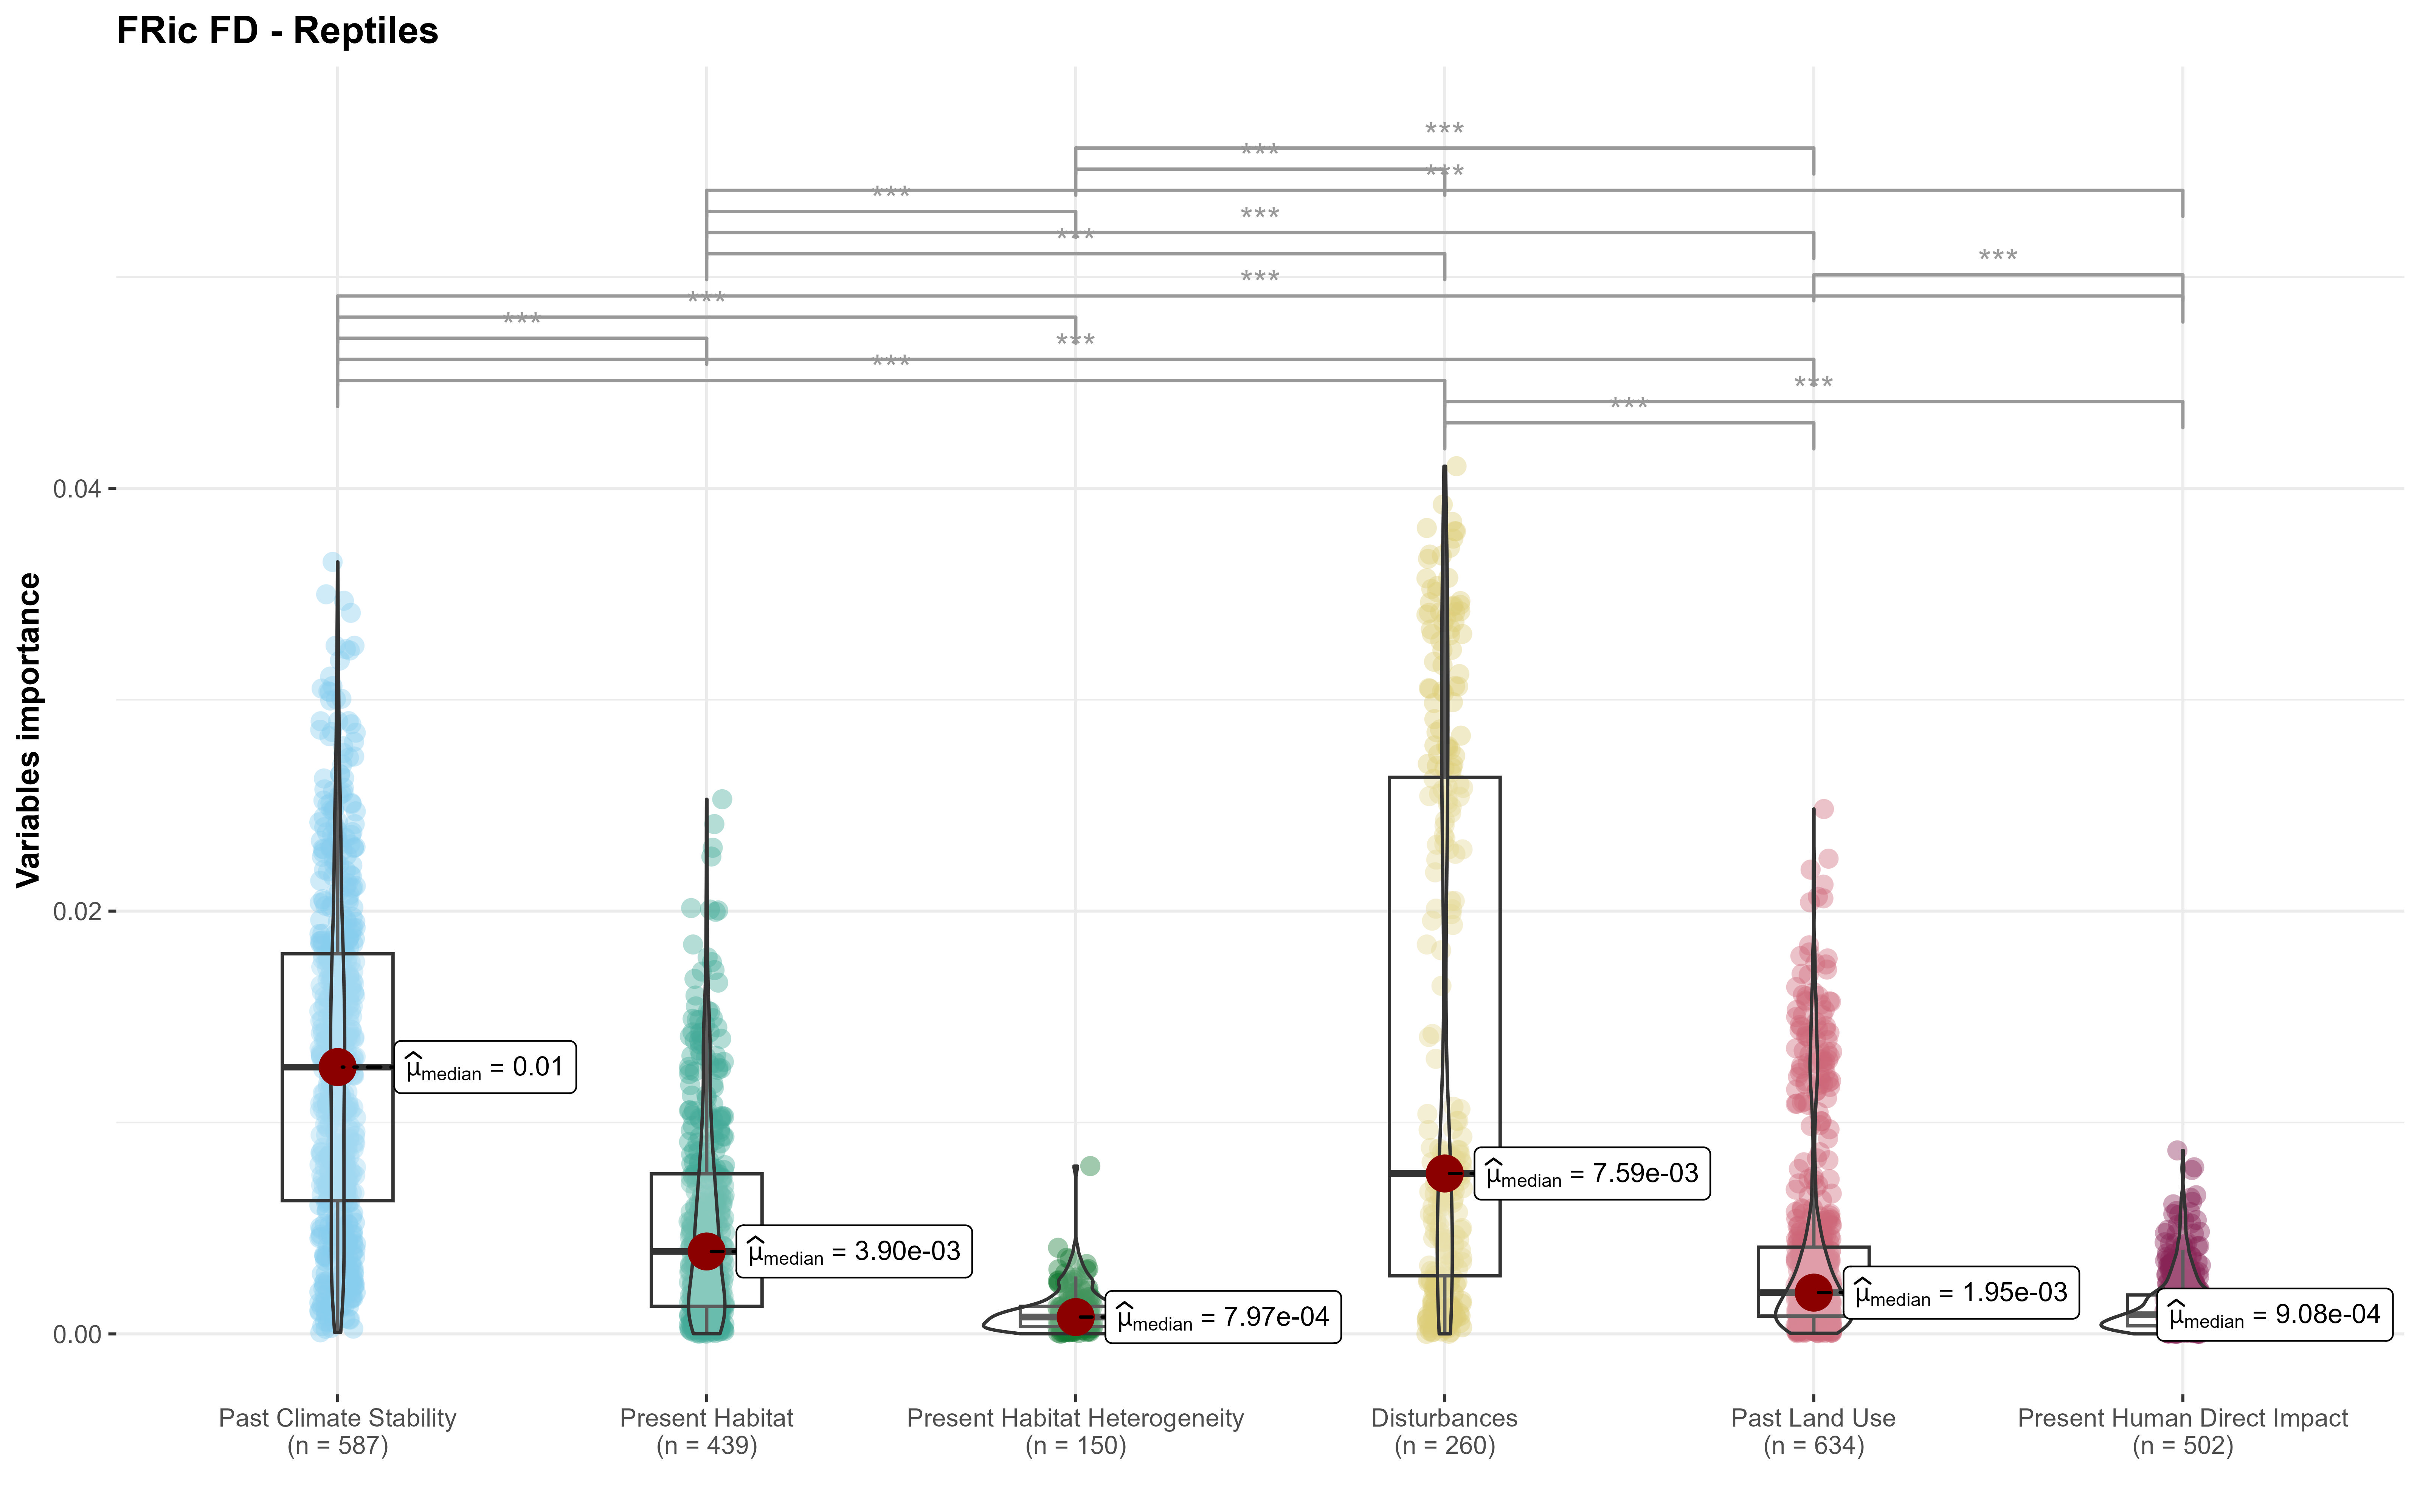 FRic FD - Reptiles
***
***
***
***
***
***
***
***
***
***
***
***
***
***
Variables importance
0.04
0.02
0.00
μ̂median = 0.01
μ̂median = 3.90e-03
μ̂median = 7.97e-04
μ̂median = 7.59e-03
μ̂median = 1.95e-03
μ̂median = 9.08e-04
Past Climate Stability
(n = 587)
Present Habitat
(n = 439)
Present Habitat Heterogeneity
(n = 150)
Disturbances
(n = 260)
Past Land Use
(n = 634)
Present Human Direct Impact
(n = 502)